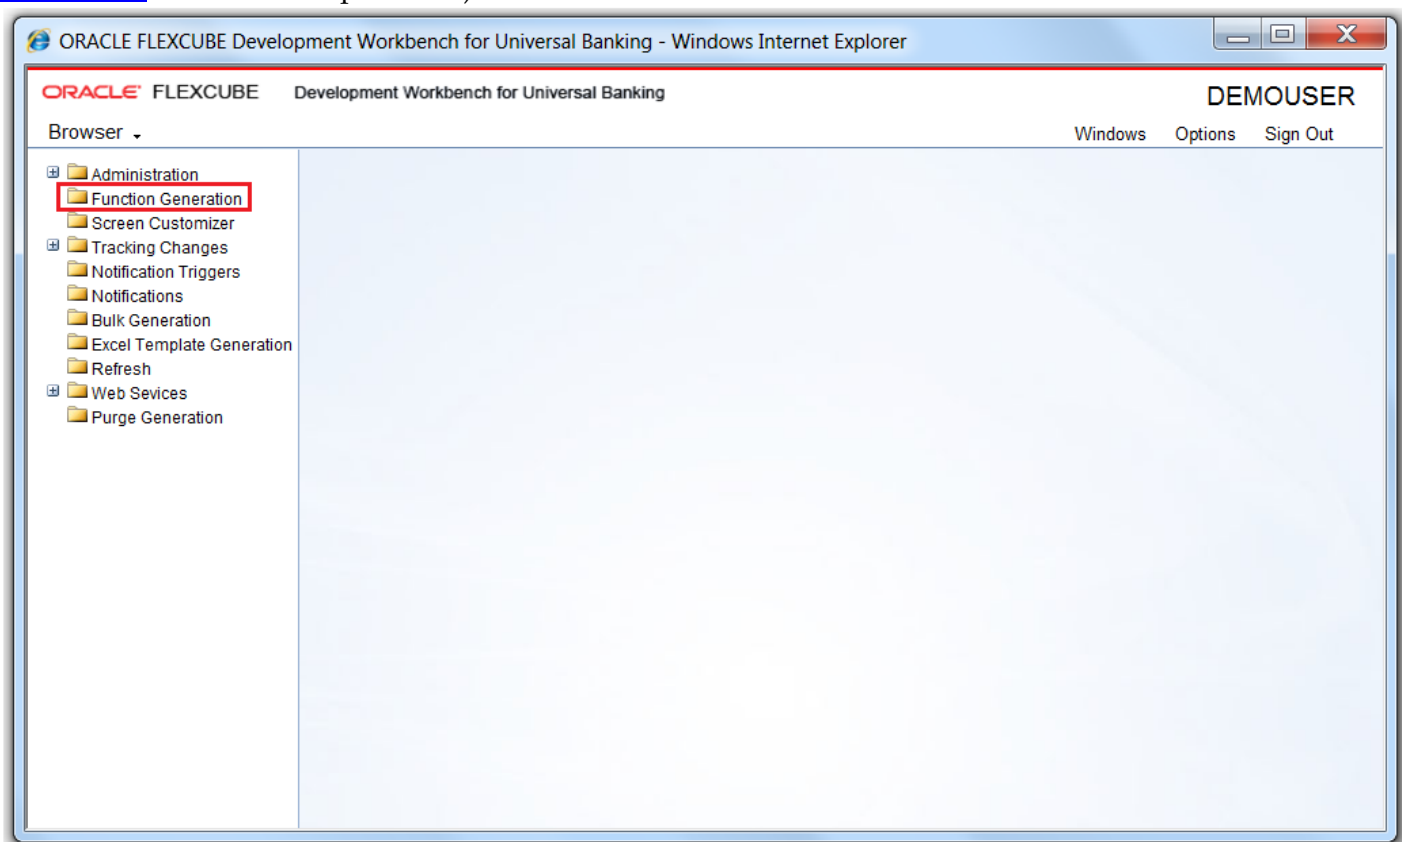 ORACLE FLEXCUBE Development Workbench for Universal Banking - Windows Internet Explorer
ORACLE FLEXCUBE Development Workbench for Universal Banking
DEMOUSER
Browser
Windows Options Sign Out
Administration
Function Generation
Screen Customizer
Tracking Changes
Notification Triggers
Notifications
Bulk Generation
Excel Template Generation
Refresh
Web Sevices
Purge Generation